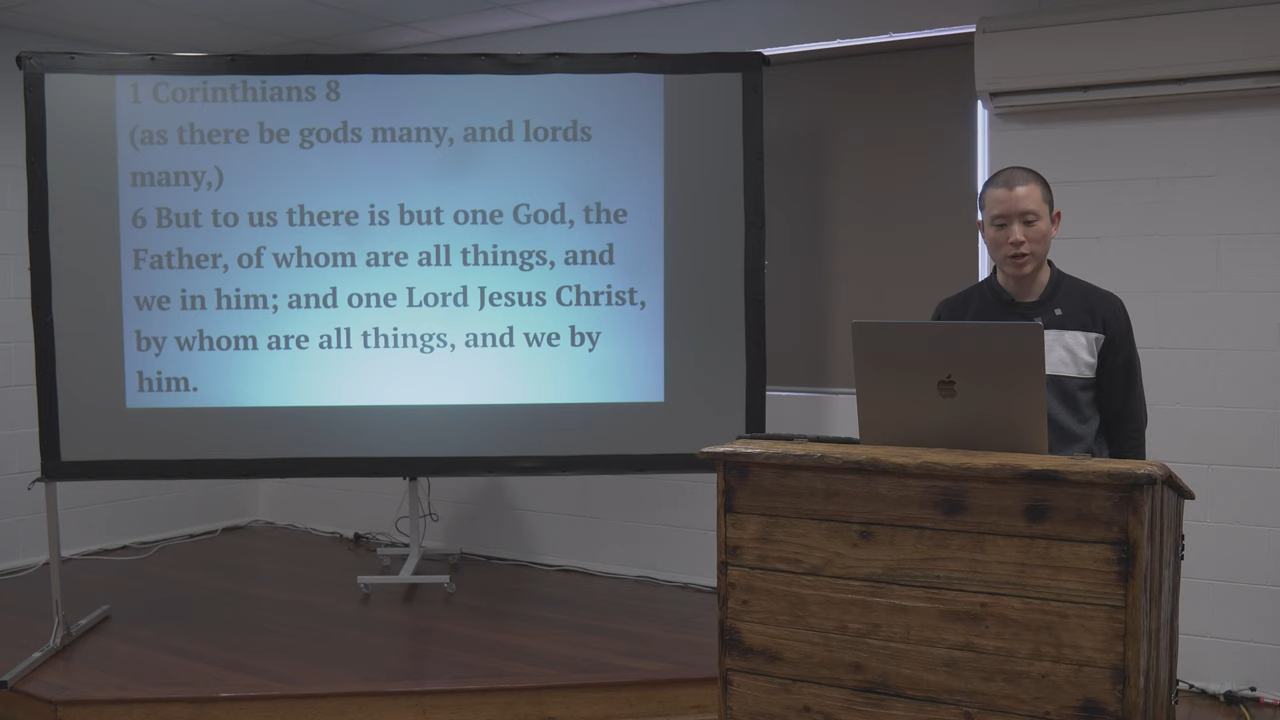 1 Corinthians 8
(as there be gods many, and lords
many,)
6 But to us there is but one God, the
Father, of whom are all things, and
we in him; and one Lord Jesus Christ,
by whom are all things, and we by
him.